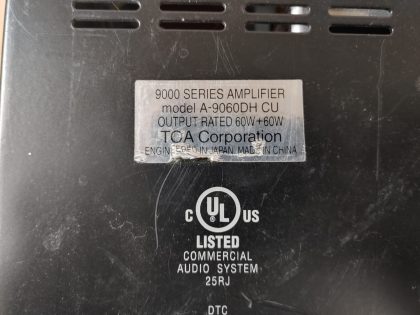 9000 SERIES AMPLIFIER
model A-9060DH CU
OUTPUT RATED 60W+60W
TOA Corporation
ENGINEERED IN JAPAN, MADE IN CHINA
C UL US
LISTED
COMMERCIAL
AUDIO SYSTEM
25RJ
DTC